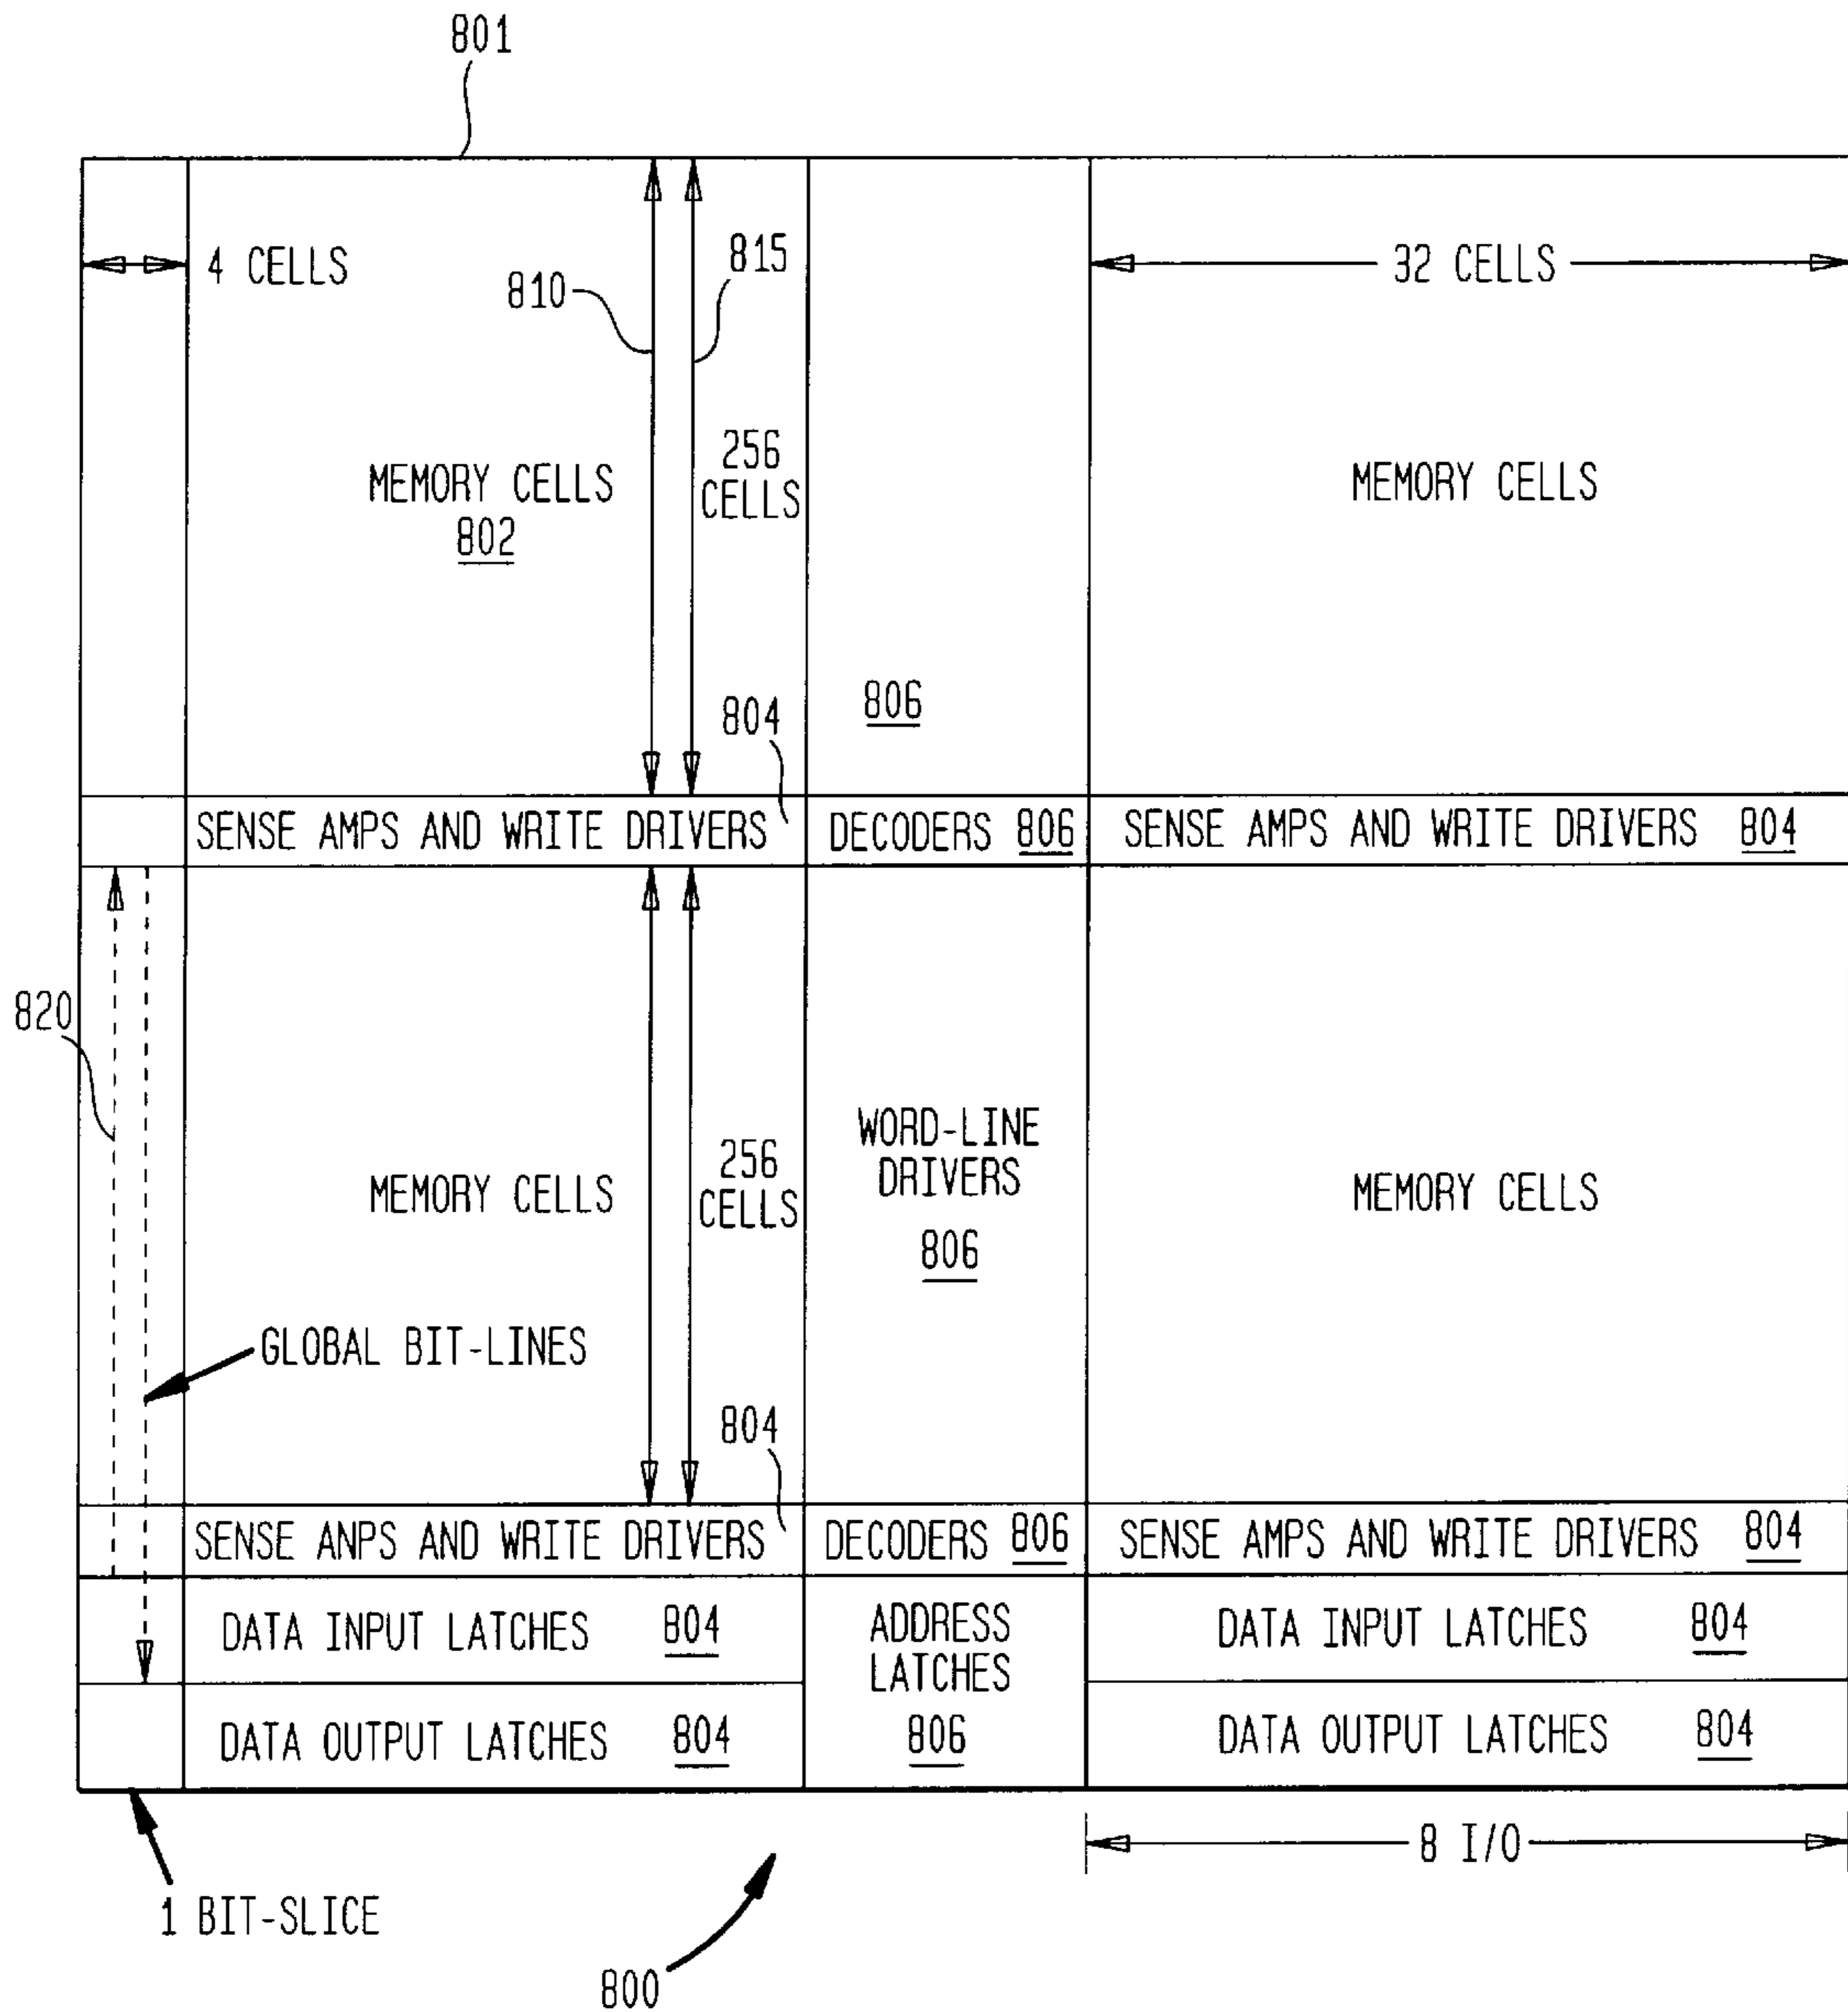 801
4 CELLS
810
815
32 CELLS
MEMORY CELLS
802
256
CELLS
MEMORY CELLS
806
804
SENSE AMPS AND WRITE DRIVERS
DECODERS 806
SENSE AMPS AND WRITE DRIVERS 804
820
MEMORY CELLS
256
CELLS
WORD-LINE
DRIVERS
806
MEMORY CELLS
GLOBAL BIT-LINES
804
SENSE ANPS AND WRITE DRIVERS
DECODERS 806
SENSE AMPS AND WRITE DRIVERS 804
DATA INPUT LATCHES 804
ADDRESS
LATCHES
806
DATA INPUT LATCHES 804
DATA OUTPUT LATCHES 804
DATA OUTPUT LATCHES 804
8 I/O
1 BIT-SLICE
800